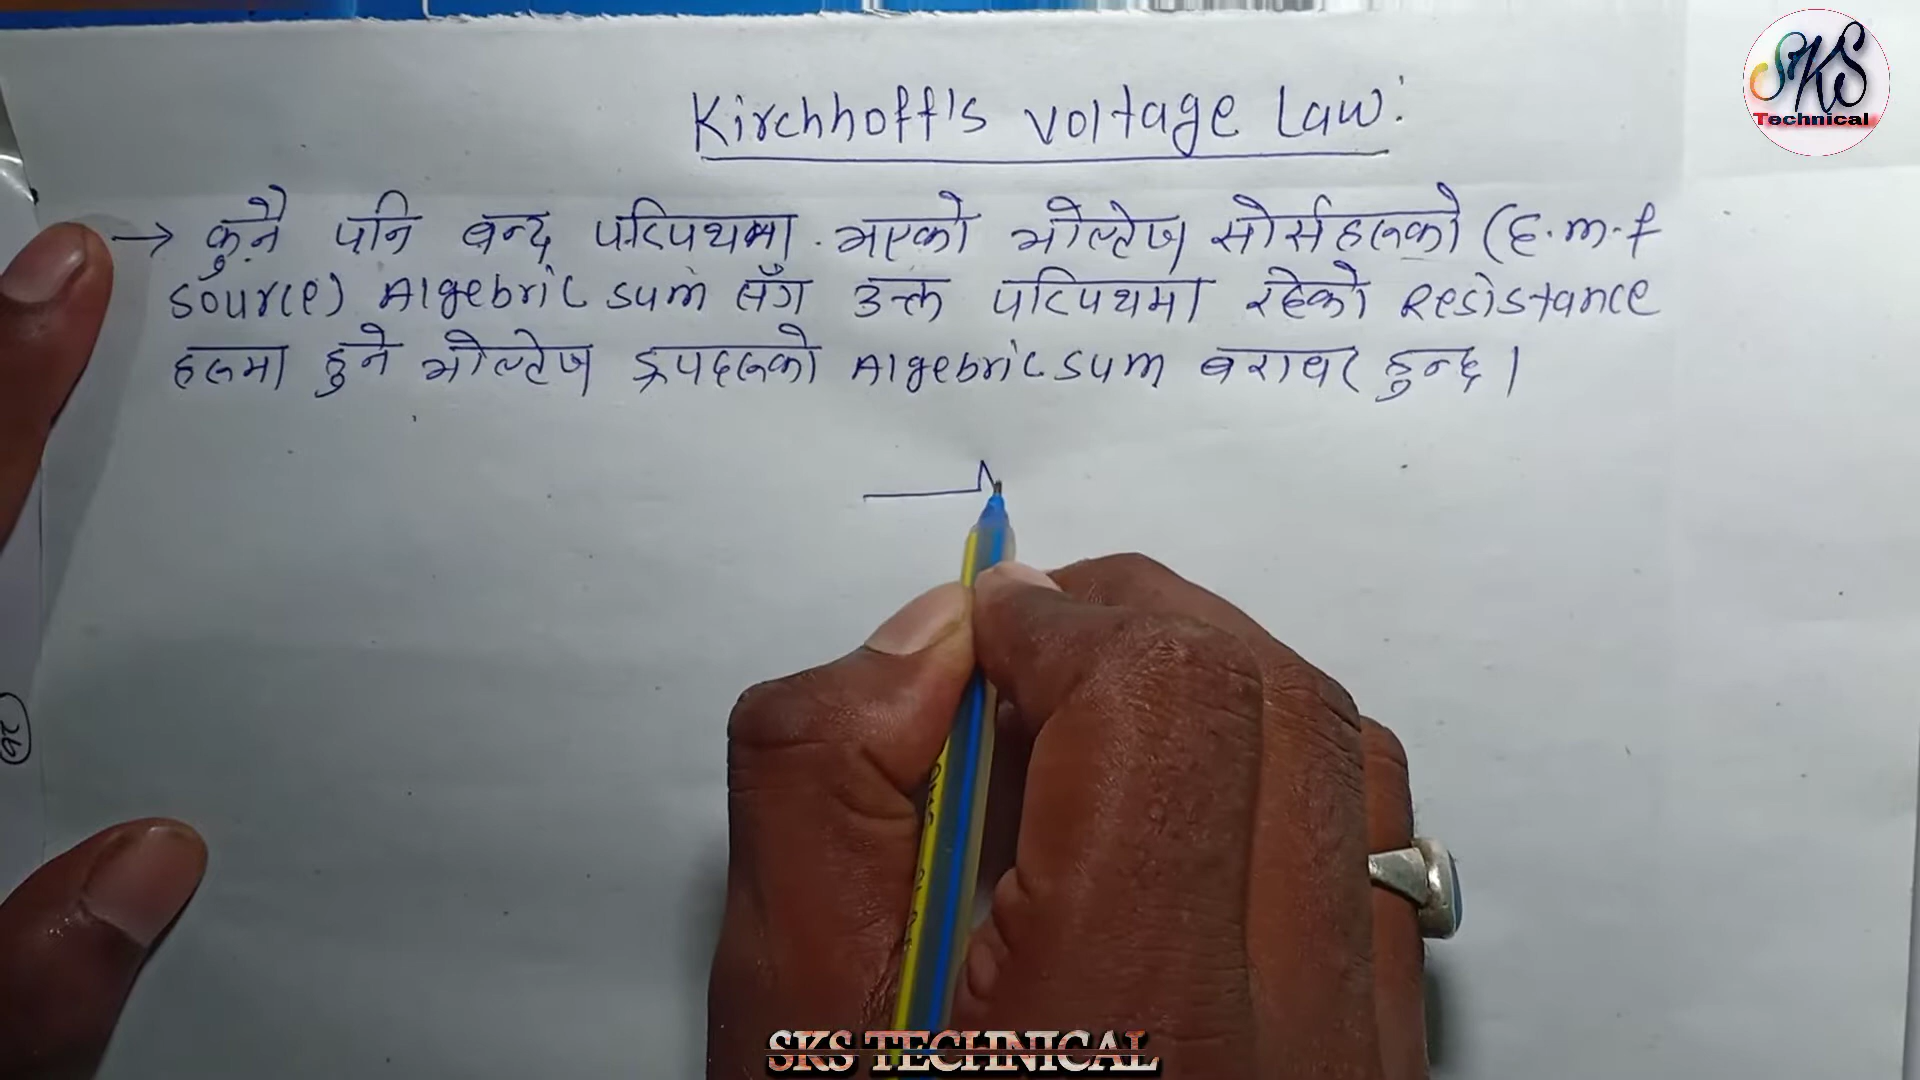 SKS
Technical
Kirchhoff's voltage Law:
→ कुनै पनि बन्द परिपथमा भएको भोल्टेज सोर्सहरुको (E.m.f
source) Algebric sum सँग उक्त परिपथमा रहेको Resistance
हरुमा हुने भोल्टेज ड्रपहरुको Algebric sum बराबर हुन्छ।
SKS TECHNICAL